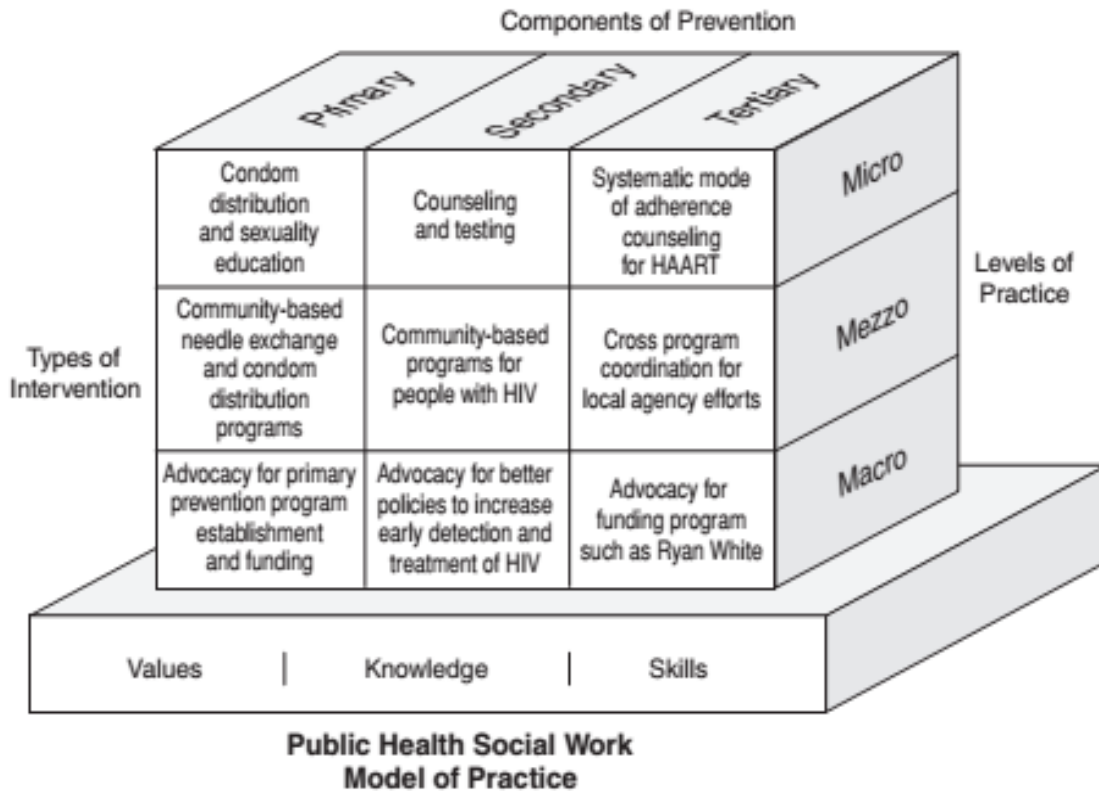 Components of Prevention
Primary
Secondary
Tertiary
Condom
distribution
and sexuality
education
Counseling
and testing
Systematic mode
of adherence
counseling
for HAART
Micro
Types of
Intervention
Community-based
needle exchange
and condom
distribution
programs
Community-based
programs for
people with HIV
Cross program
coordination for
local agency efforts
Mezzo
Levels of
Practice
Advocacy for primary
prevention program
establishment
and funding
Advocacy for better
policies to increase
early detection and
treatment of HIV
Advocacy for
funding program
such as Ryan White
Macro
Values | Knowledge | Skills
Public Health Social Work
Model of Practice